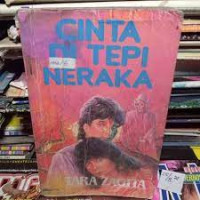 CINTA
DI TEPI
NERAKA
TARA ZAGITA